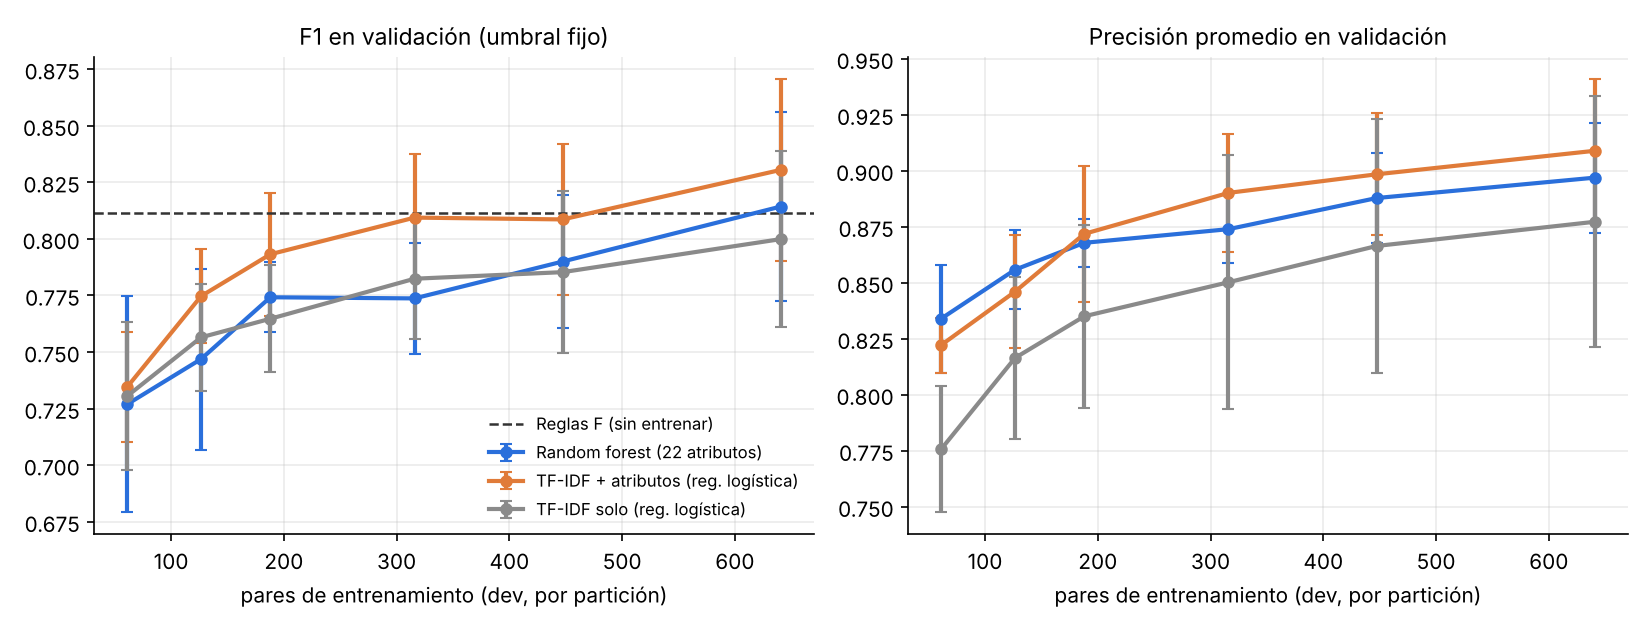 F1 en validación (umbral fijo)
0.875
0.850
0.825
0.800
0.775
0.750
0.725
0.700
0.675
100 200 300 400 500 600
pares de entrenamiento (dev, por partición)
Reglas F (sin entrenar)
Random forest (22 atributos)
TF-IDF + atributos (reg. logística)
TF-IDF solo (reg. logística)
Precisión promedio en validación
0.950
0.925
0.900
0.875
0.850
0.825
0.800
0.775
0.750
100 200 300 400 500 600
pares de entrenamiento (dev, por partición)